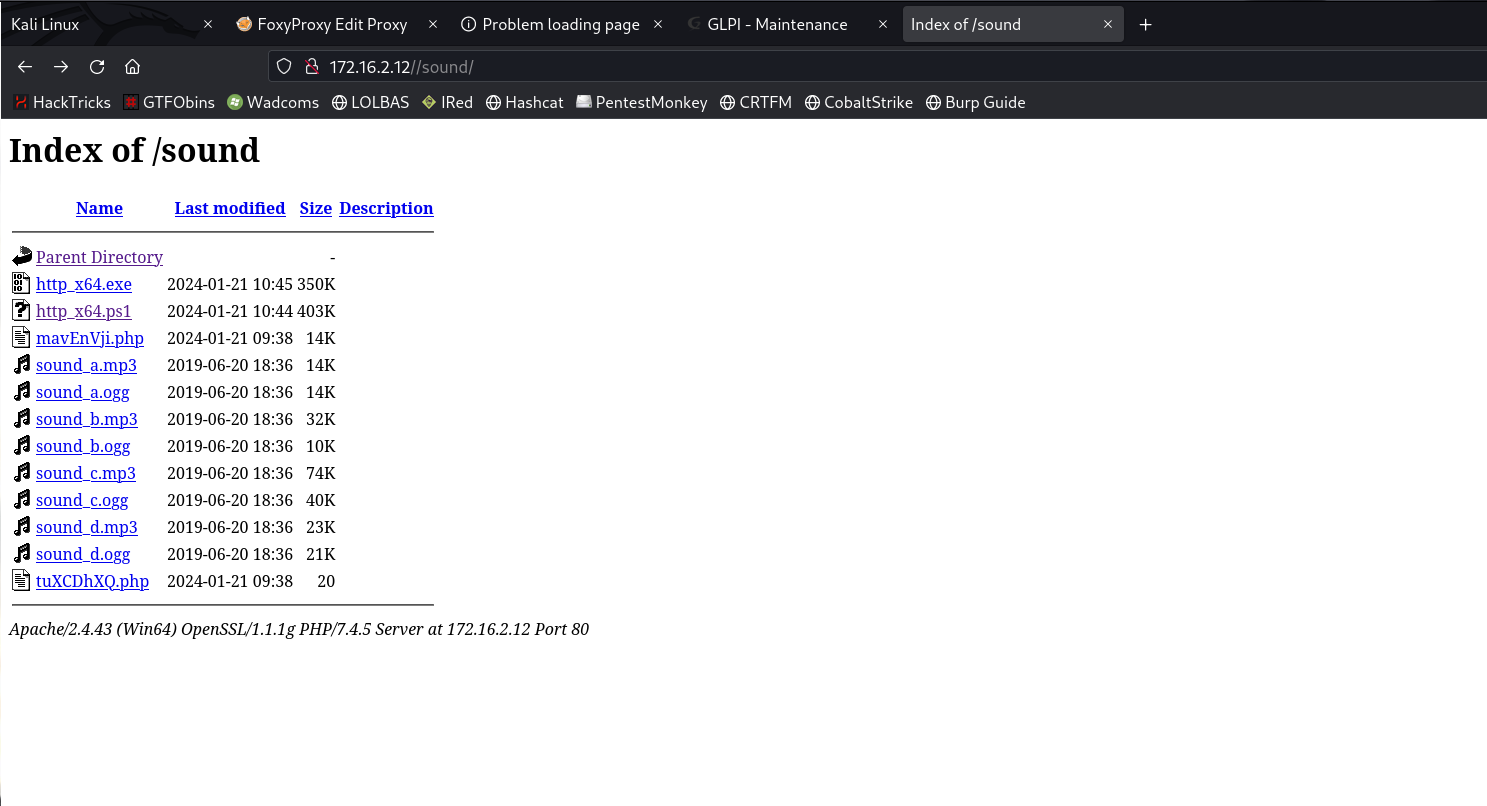 Kali Linux × FoxyProxy Edit Proxy × Problem loading page × GLPI - Maintenance × Index of /sound × +
172.16.2.12//sound/
HackTricks GTFObins Wadcoms LOLBAS IRed Hashcat PentestMonkey CRTFM CobaltStrike Burp Guide
Index of /sound
Name Last modified Size Description
Parent Directory -
http_x64.exe 2024-01-21 10:45 350K
http_x64.ps1 2024-01-21 10:44 403K
mavEnVji.php 2024-01-21 09:38 14K
sound_a.mp3 2019-06-20 18:36 14K
sound_a.ogg 2019-06-20 18:36 14K
sound_b.mp3 2019-06-20 18:36 32K
sound_b.ogg 2019-06-20 18:36 10K
sound_c.mp3 2019-06-20 18:36 74K
sound_c.ogg 2019-06-20 18:36 40K
sound_d.mp3 2019-06-20 18:36 23K
sound_d.ogg 2019-06-20 18:36 21K
tuXCDhXQ.php 2024-01-21 09:38 20
Apache/2.4.43 (Win64) OpenSSL/1.1.1g PHP/7.4.5 Server at 172.16.2.12 Port 80